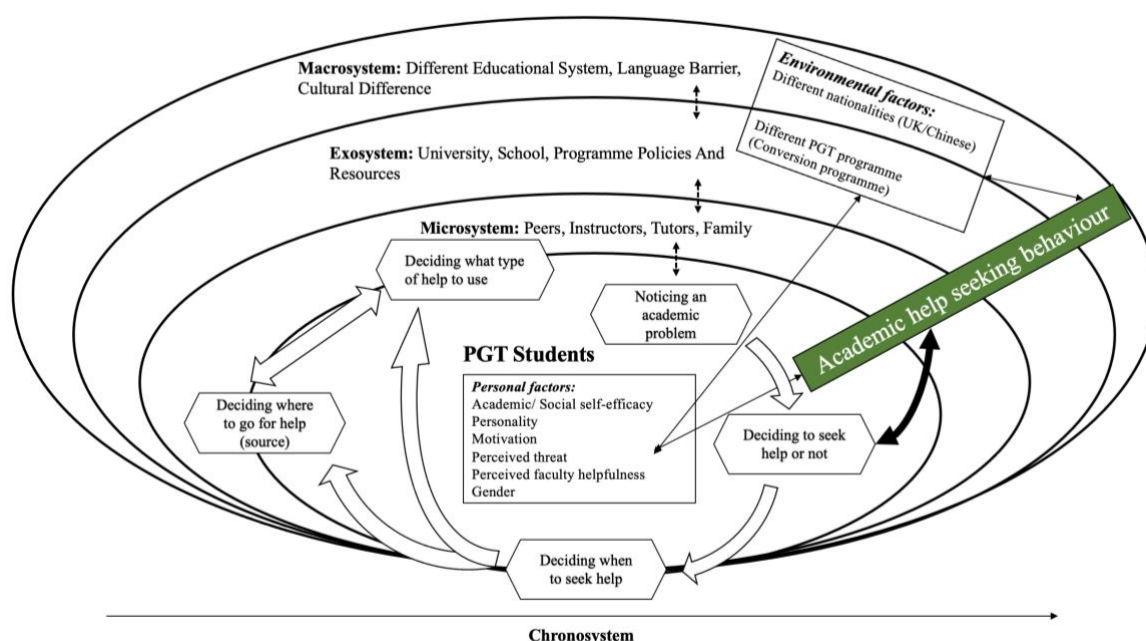 Macrosystem: Different Educational System, Language Barrier,
Cultural Difference
Environmental factors:
Different nationalities (UK/Chinese)
Different PGT programme
(Conversion programme)
Exosystem: University, School, Programme Policies And
Resources
Microsystem: Peers, Instructors, Tutors, Family
Academic help seeking behaviour
Deciding what type
of help to use
Noticing an
academic
problem
PGT Students
Personal factors:
Academic/ Social self-efficacy
Personality
Motivation
Perceived threat
Perceived faculty helpfulness
Gender
Deciding where
to go for help
(source)
Deciding to seek
help or not
Deciding when
to seek help
Chronosystem